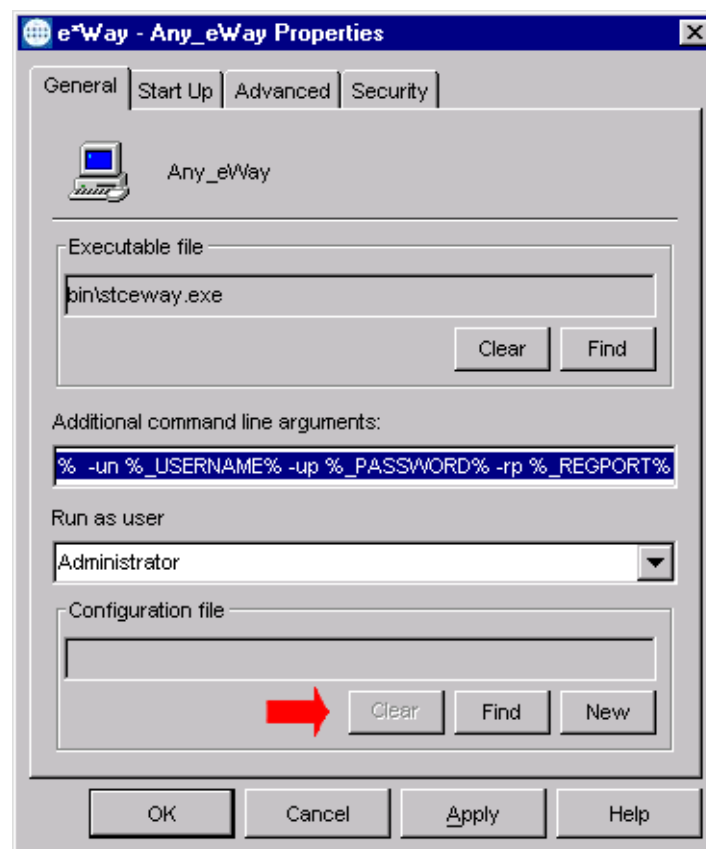 e*Way - Any_eWay Properties
General Start Up Advanced Security
Any_eWay
Executable file
bin\stceway.exe
Clear Find
Additional command line arguments:
% -un %_USERNAME% -up %_PASSWORD% -rp %_REGPORT%
Run as user
Administrator
Configuration file
Clear Find New
OK Cancel Apply Help